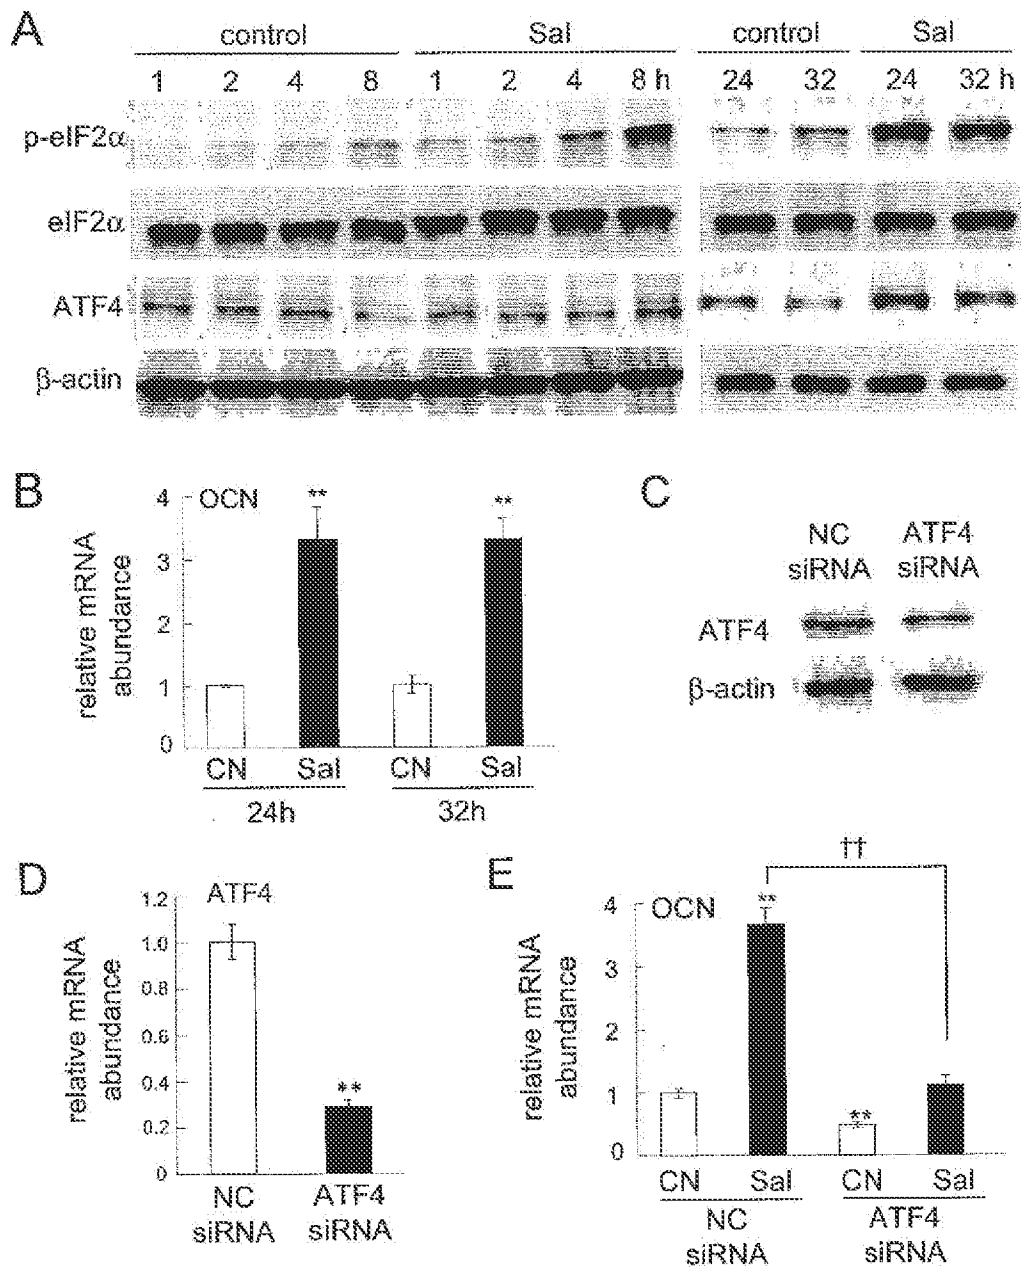 A
control Sal control Sal
1 2 4 8 1 2 4 8 h 24 32 24 32 h
p-eIF2α
eIF2α
ATF4
β-actin
B
OCN
relative mRNA
abundance
4
3
2
1
0
** **
CN Sal CN Sal
24h 32h
C
NC ATF4
siRNA siRNA
ATF4
β-actin
D
ATF4
relative mRNA
abundance
1.2
1.0
0.8
0.6
0.4
0.2
0
**
NC ATF4
siRNA siRNA
E
††
OCN
relative mRNA
abundance
4
3
2
1
0
** **
CN Sal CN Sal
NC ATF4
siRNA siRNA